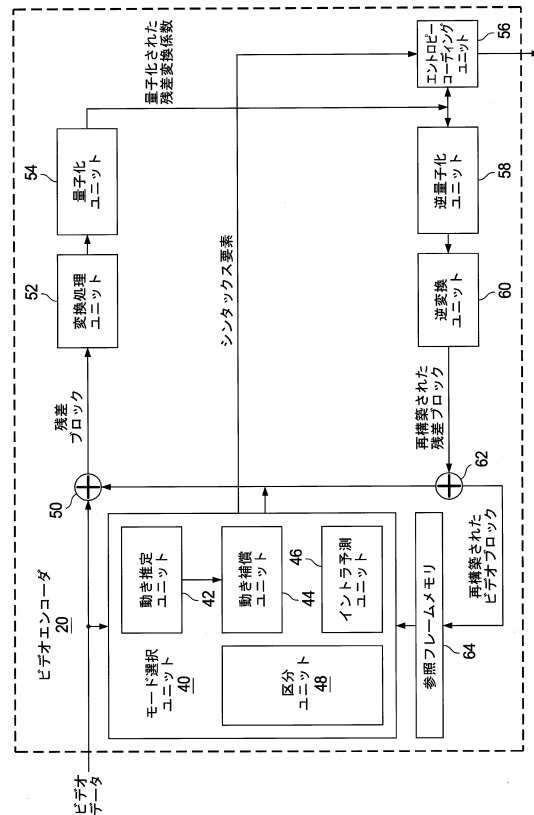 ビデオエンコーダ
20
ビデオ
データ
モード選択
ユニット
40
動き推定
ユニット
42
動き補償
ユニット
44
イントラ予測
ユニット
46
区分
ユニット
48
参照フレームメモリ
64
50
残差
ブロック
変換処理
ユニット
52
量子化
ユニット
54
量子化された
残差変換係数
シンタックス要素
エントロピー
コーディング
ユニット
56
逆量子化
ユニット
58
逆変換
ユニット
60
再構築された
残差ブロック
62
再構築された
ビデオブロック